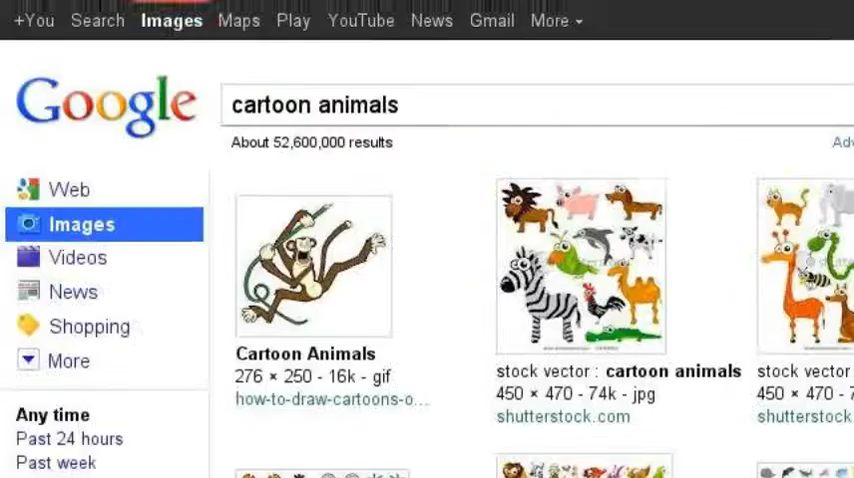 +You Search Images Maps Play YouTube News Gmail More
Google
cartoon animals
About 52,600,000 results
Web
Images
Videos
News
Shopping
More
Any time
Past 24 hours
Past week
Cartoon Animals
276 × 250 - 16k - gif
how-to-draw-cartoons-o...
stock vector : cartoon animals
450 × 470 - 74k - jpg
shutterstock.com
stock vector
450 × 470 - 7
shutterstock